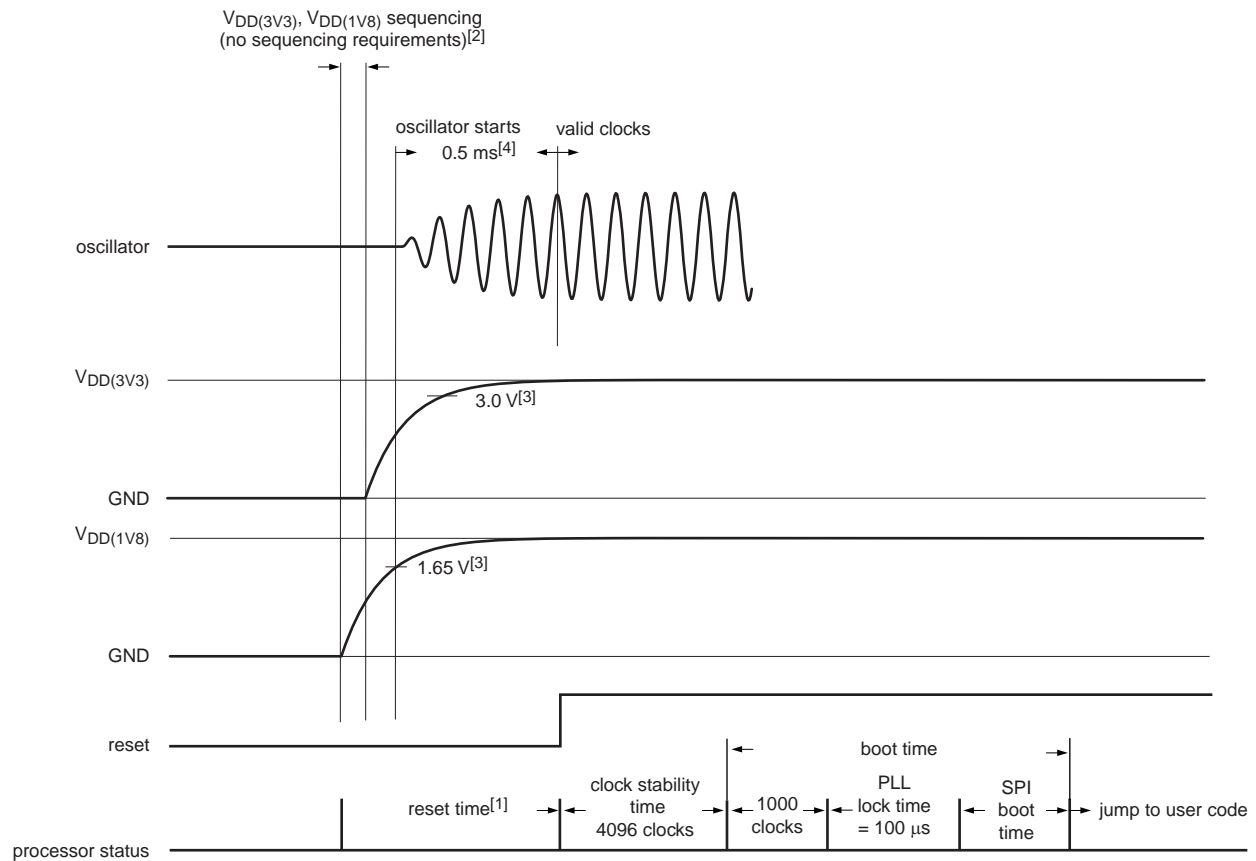 VDD(3V3), VDD(1V8) sequencing
(no sequencing requirements)[2]
oscillator starts
0.5 ms[4]
valid clocks
oscillator
VDD(3V3)
3.0 V[3]
GND
VDD(1V8)
1.65 V[3]
GND
reset
boot time
reset time[1]
clock stability
time
4096 clocks
1000
clocks
PLL
lock time
= 100 μs
SPI
boot
time
jump to user code
processor status